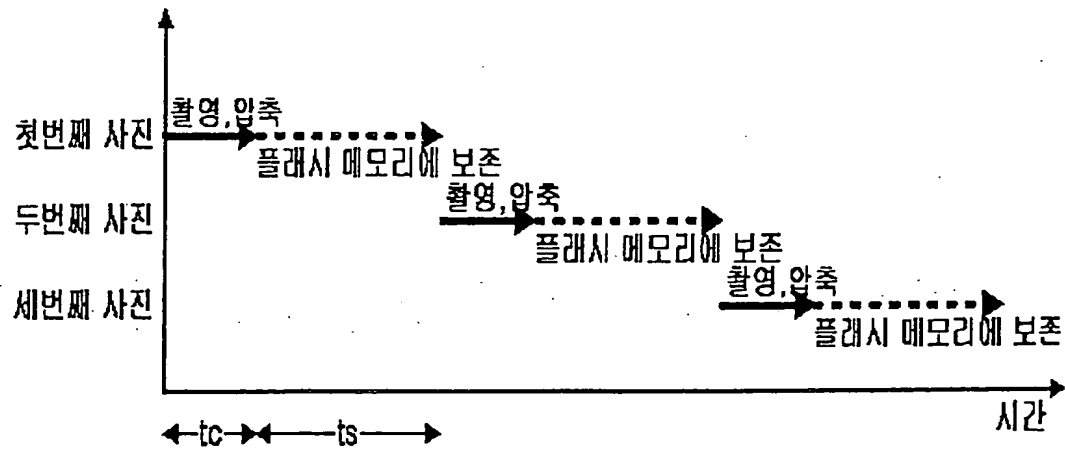 촬영,압축
첫번째 사진
플래시 메모리에 보존
촬영,압축
두번째 사진
플래시 메모리에 보존
촬영,압축
세번째 사진
플래시 메모리에 보존
시간
tc
ts